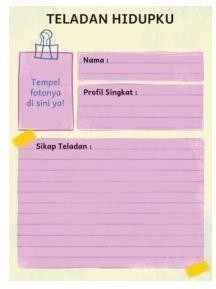 TELADAN HIDUPKU
Nama :
Tempel
fotonya
di sini ya!
Profil Singkat :
Sikap Teladan :